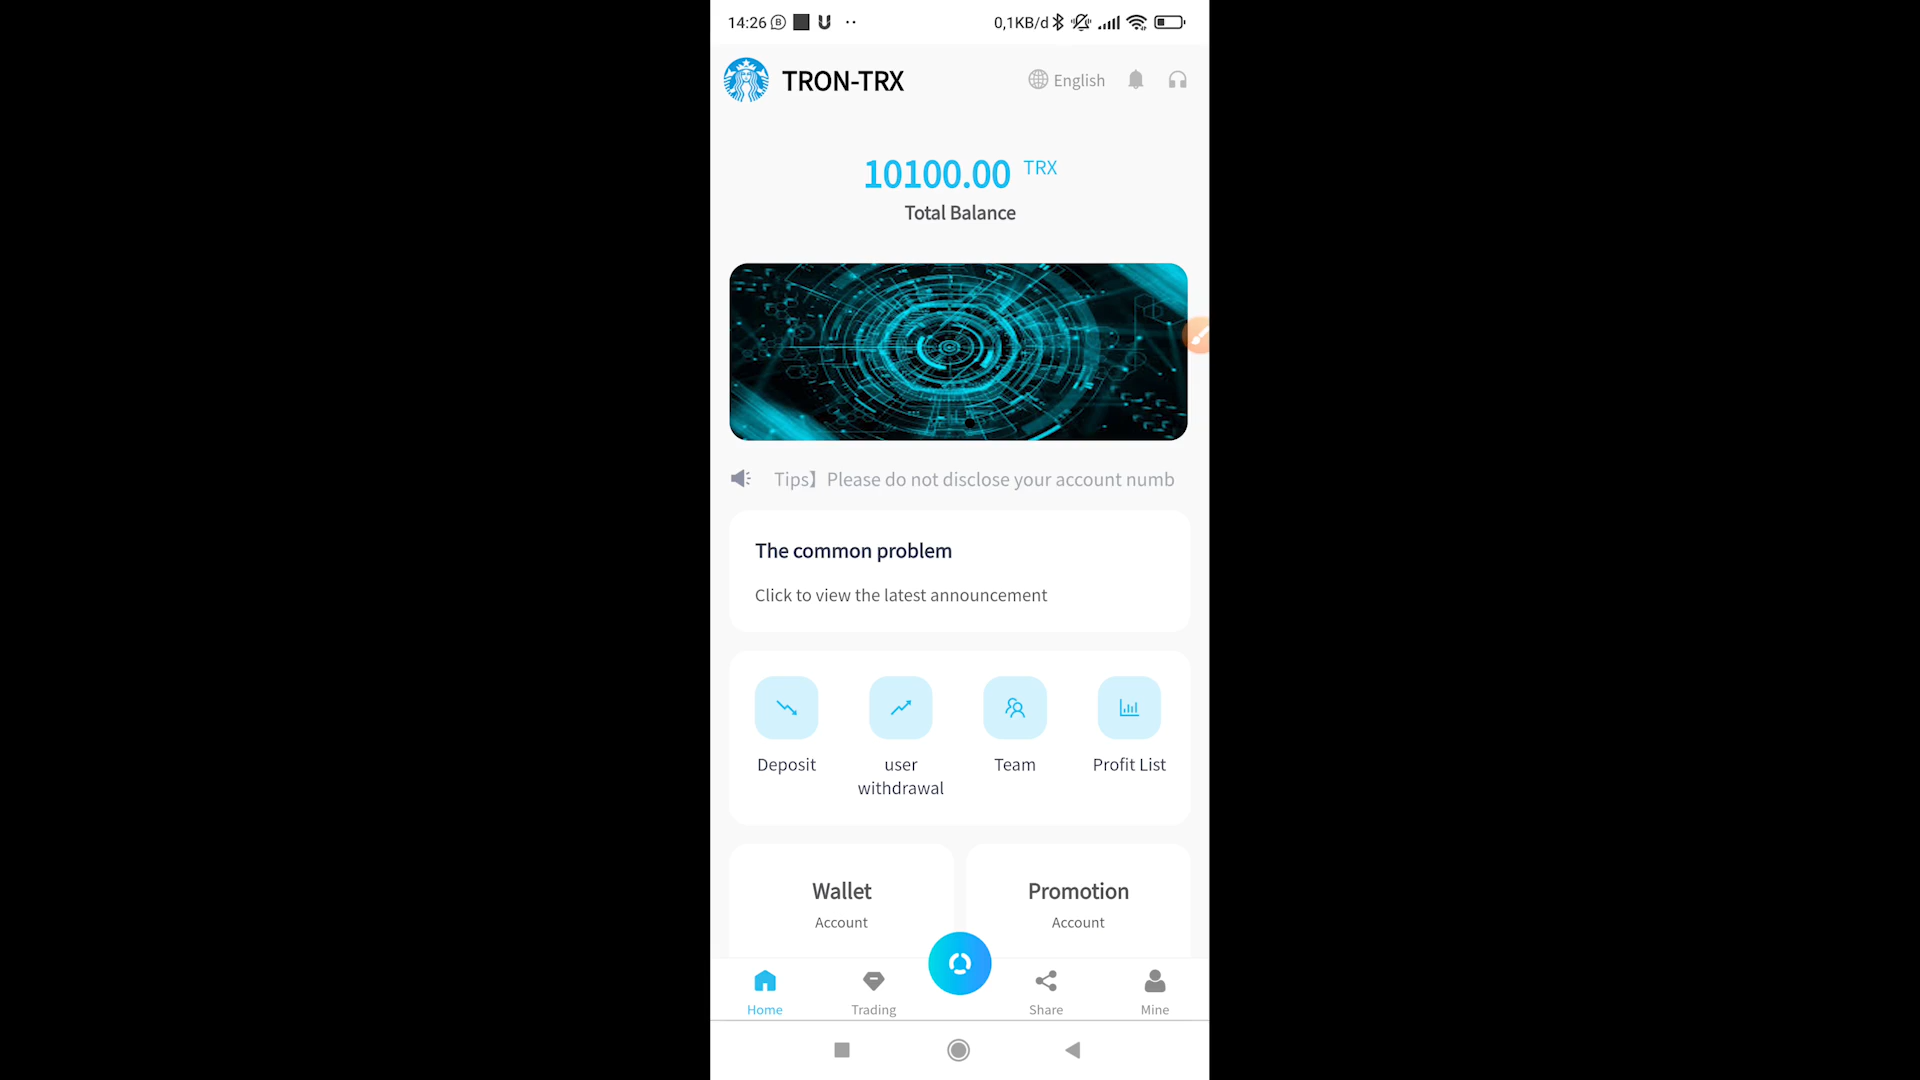 14:26 0,1KB/d
TRON-TRX English
10100.00 TRX
Total Balance
Tips】 Please do not disclose your account numb
The common problem
Click to view the latest announcement
Deposit user withdrawal Team Profit List
Wallet Promotion
Account Account
Home Trading Share Mine